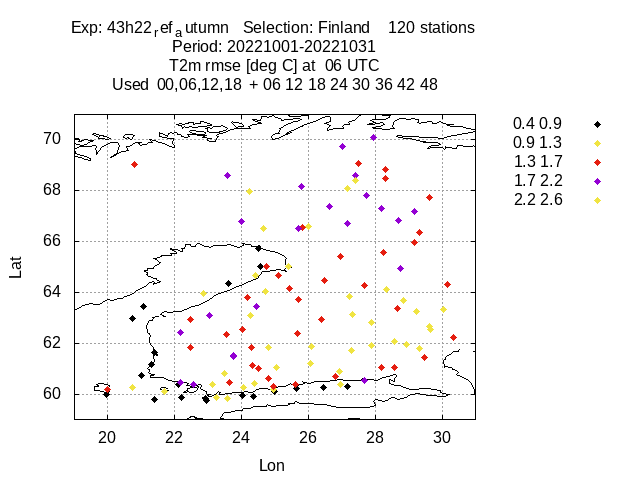 Exp: 43h22ref_autumn Selection: Finland 120 stations
Period: 20221001-20221031
T2m rmse [deg C] at 06 UTC
Used 00,06,12,18 + 06 12 18 24 30 36 42 48
0.4 0.9
0.9 1.3
1.3 1.7
1.7 2.2
2.2 2.6
70
68
66
64
62
60
Lat
20 22 24 26 28 30
Lon